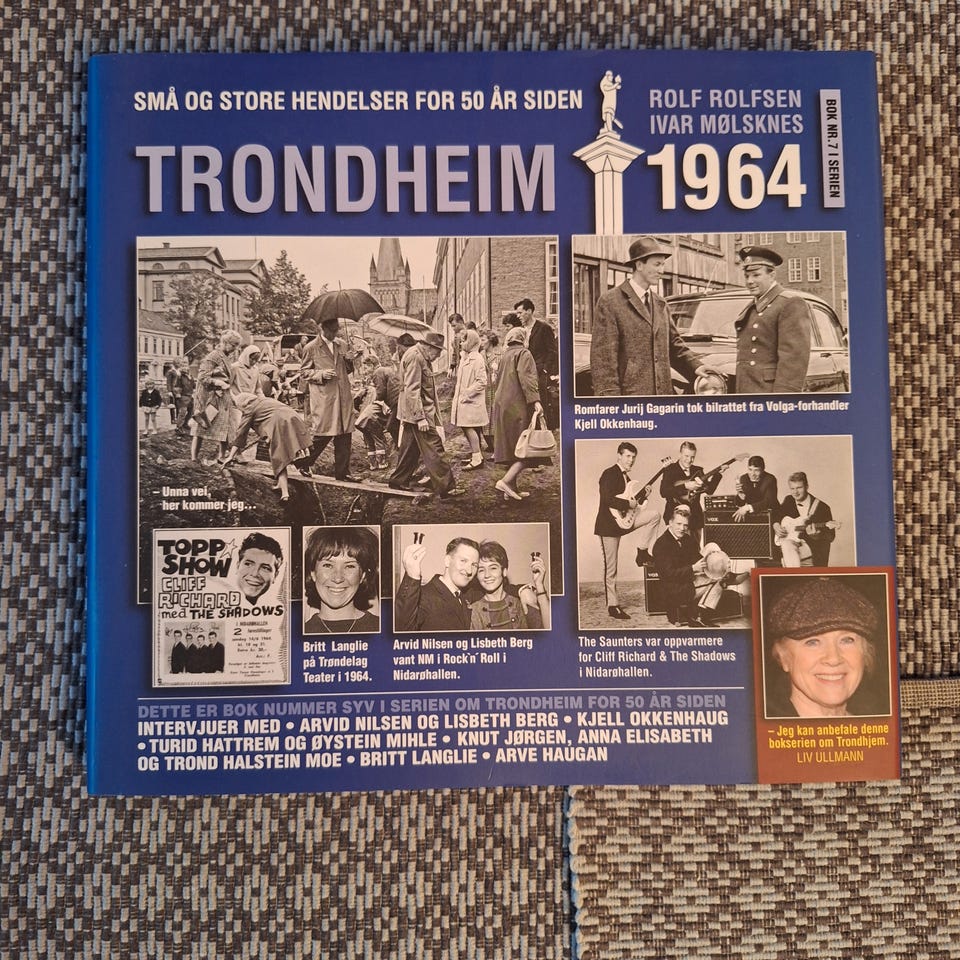 SMÅ OG STORE HENDELSER FOR 50 ÅR SIDEN
ROLF ROLFSEN
IVAR MØLSKNES
BOK NR. 7 I SERIEN
TRONDHEIM
1964
Romfarer Jurij Gagarin tok bilrattet fra Volga-forhandler
Kjell Okkenhaug.
– Unna vei,
her kommer jeg...
TOPP
SHOW
CLIFF
RICHARD
med THE SHADOWS
I NIDARØHALLEN
2
VOX
VOX
Britt Langlie
på Trøndelag
Teater i 1964.
Arvid Nilsen og Lisbeth Berg
vant NM i Rock'n' Roll i
Nidarøhallen.
The Saunters var oppvarmere
for Cliff Richard & The Shadows
i Nidarøhallen.
DETTE ER BOK NUMMER SYV I SERIEN OM TRONDHEIM FOR 50 ÅR SIDEN
INTERVJUER MED • ARVID NILSEN OG LISBETH BERG • KJELL OKKENHAUG
• TURID HATTREM OG ØYSTEIN MIHLE • KNUT JØRGEN, ANNA ELISABETH
OG TROND HALSTEIN MOE • BRITT LANGLIE • ARVE HAUGAN
– Jeg kan anbefale denne
bokserien om Trondhjem.
LIV ULLMANN